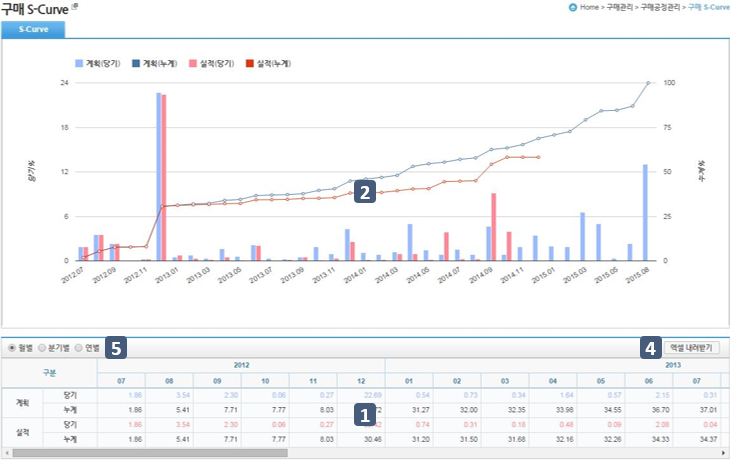 구매 S-Curve
Home > 구매관리 > 구매공정관리 > 구매 S-Curve
S-Curve
계획(당기) 계획(누계) 실적(당기) 실적(누계)
24 100
18 75
12 50
6 25
0 0
당기%
누계%
2
2012.07 2012.09 2012.11 2013.01 2013.03 2013.05 2013.07 2013.09 2013.11 2014.01 2014.03 2014.05 2014.07 2014.09 2014.11 2015.01 2015.03 2015.05 2015.08
월별 분기별 연별 5 4 엑셀 내려받기
구분 2012 2013
07 08 09 10 11 12 01 02 03 04 05 06 07
계획 당기 1.86 3.54 2.30 0.06 0.27 22.69 0.54 0.73 0.34 1.64 0.57 2.15 0.31
누계 1.86 5.41 7.71 7.77 8.03 1 31.27 32.00 32.35 33.98 34.55 36.70 37.01
실적 당기 1.86 3.54 2.30 0.06 0.27 0.74 0.31 0.18 0.48 0.09 2.08 0.04
누계 1.86 5.41 7.71 7.77 8.03 30.46 31.20 31.50 31.68 32.16 32.26 34.33 34.37